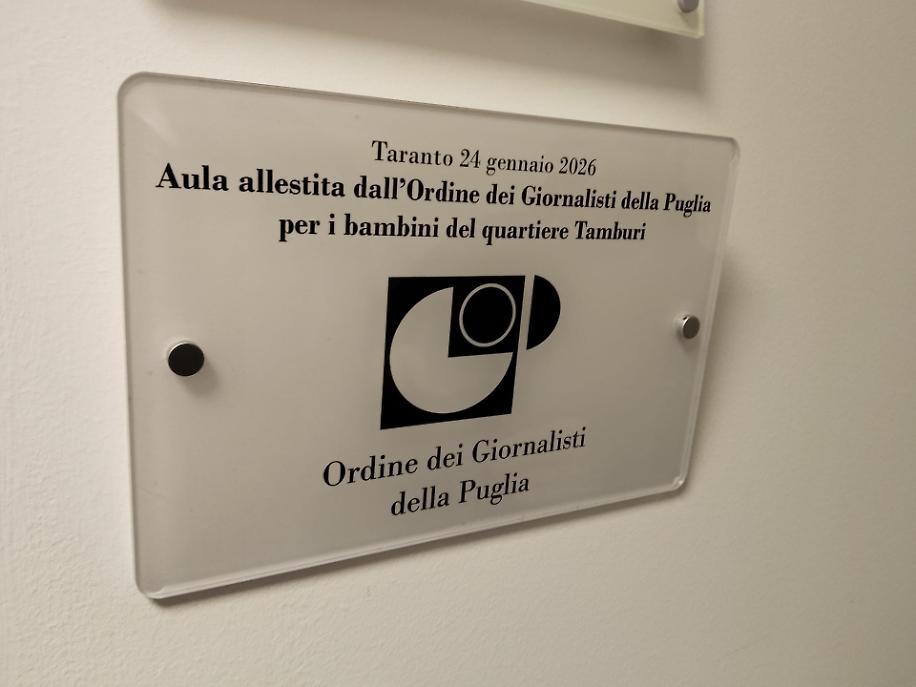 Taranto 24 gennaio 2026
Aula allestita dall'Ordine dei Giornalisti della Puglia
per i bambini del quartiere Tamburi
Ordine dei Giornalisti
della Puglia